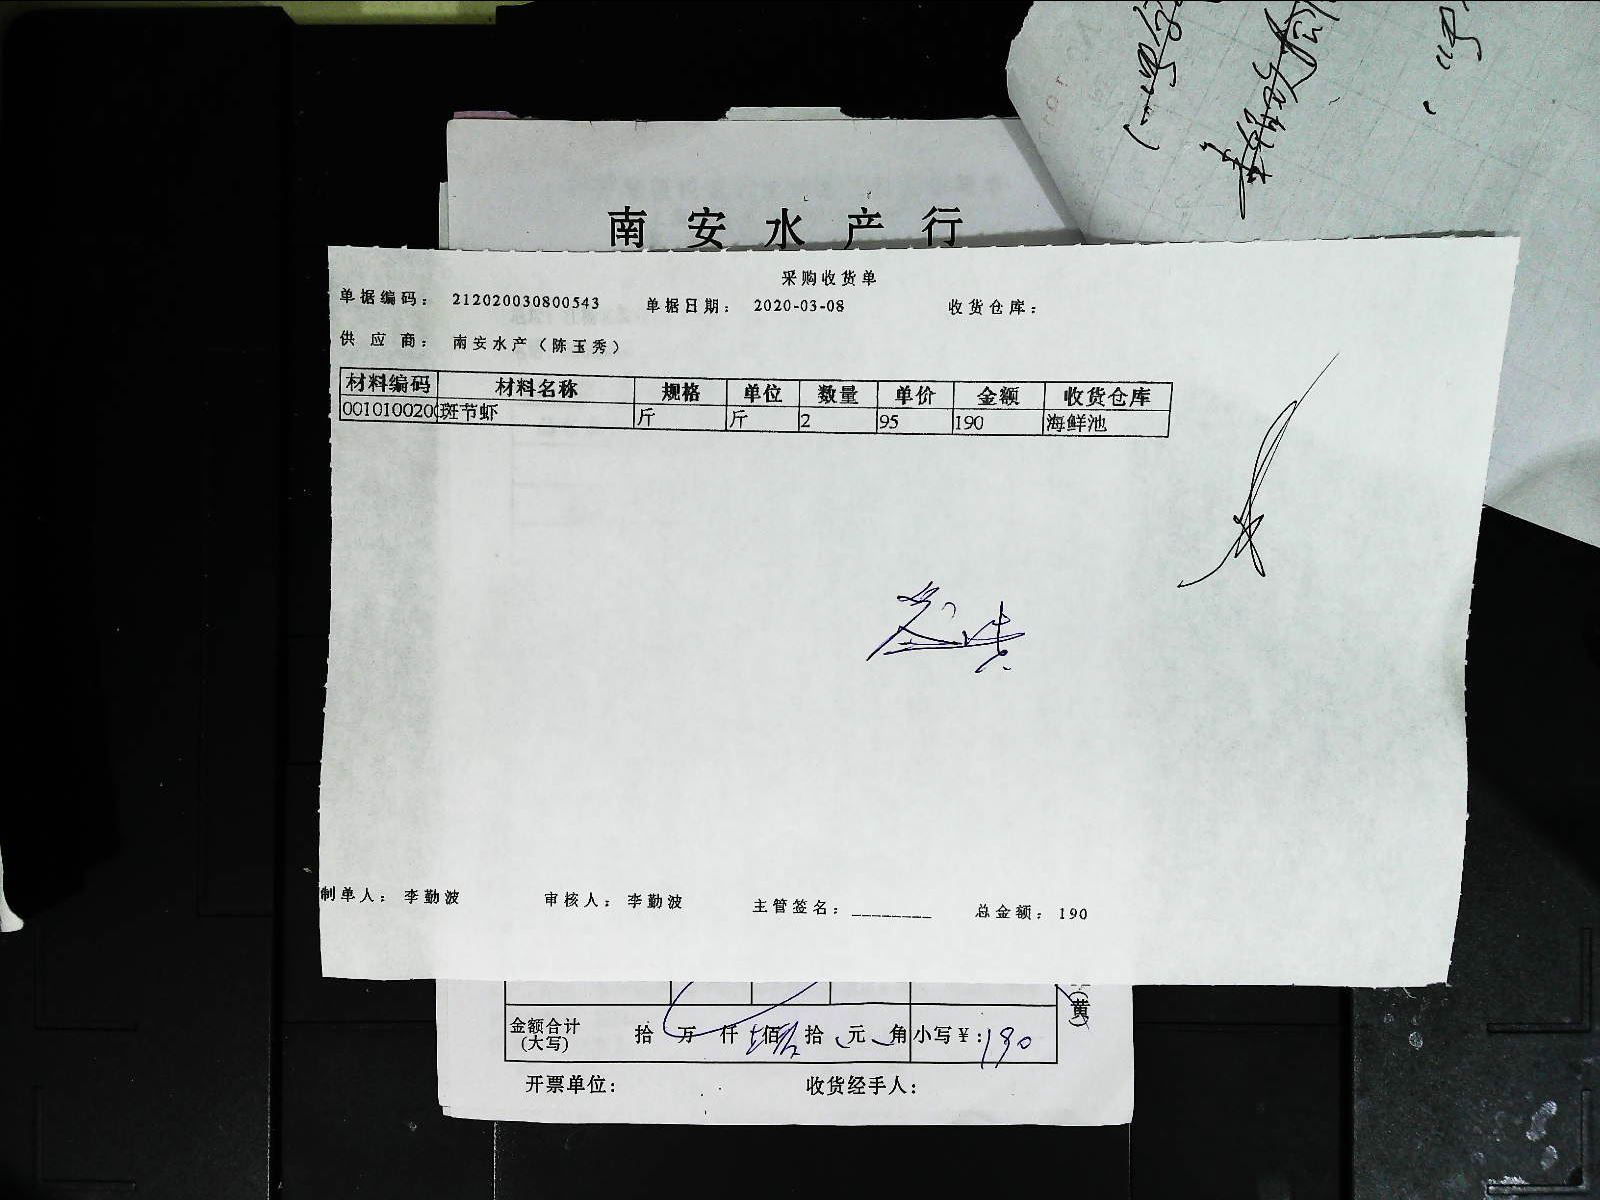 南安水产行
采购收货单
单据编码: 212020030800543 单据日期: 2020-03-08 收货仓库:
供应商: 南安水产(陈玉秀)
材料编码 材料名称 规格 单位 数量 单价 金额 收货仓库
001010020 斑节虾 斤 斤 2 95 190 海鲜池
制单人: 李勤波 审核人: 李勤波 主管签名: ________ 总金额: 190
(黄)
金额合计 拾 万 仟 佰 拾 元 角 小写¥: 190
(大写)
开票单位: 收货经手人: